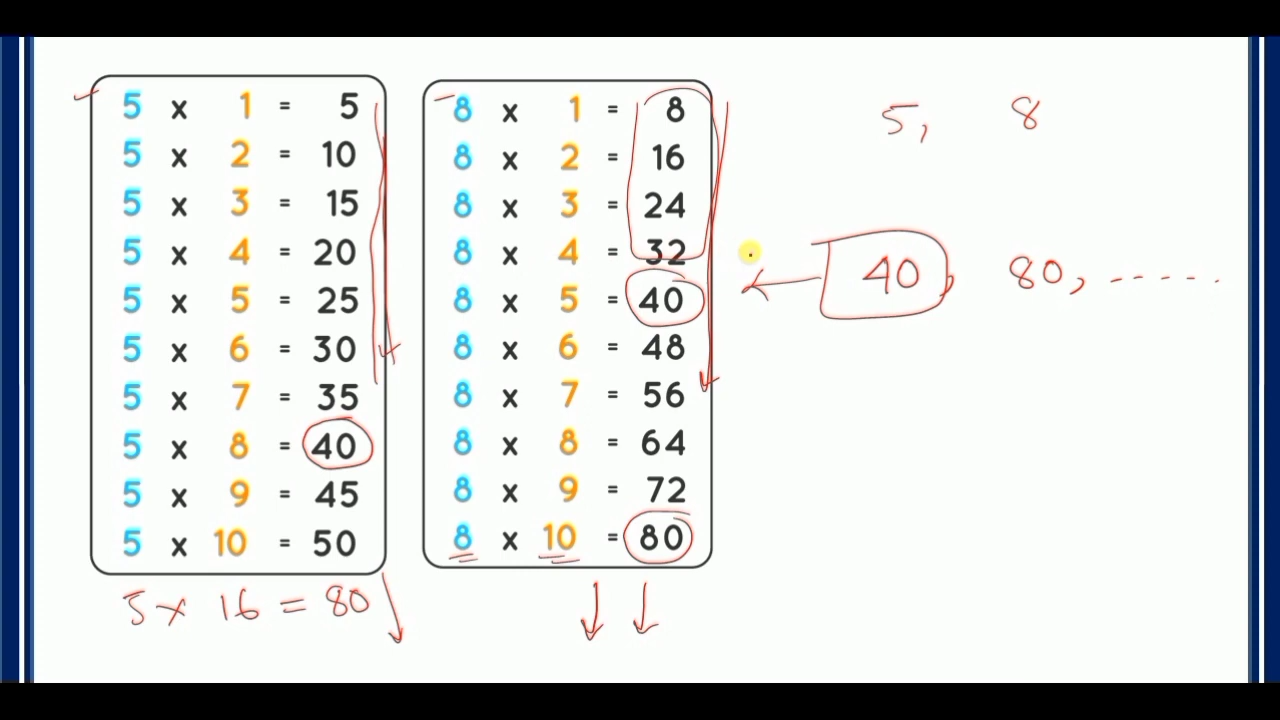 5 x 1 = 5
5 x 2 = 10
5 x 3 = 15
5 x 4 = 20
5 x 5 = 25
5 x 6 = 30
5 x 7 = 35
5 x 8 = 40
5 x 9 = 45
5 x 10 = 50
5 x 16 = 80
8 x 1 = 8
8 x 2 = 16
8 x 3 = 24
8 x 4 = 32
8 x 5 = 40
8 x 6 = 48
8 x 7 = 56
8 x 8 = 64
8 x 9 = 72
8 x 10 = 80
5, 8
40, 80, ------